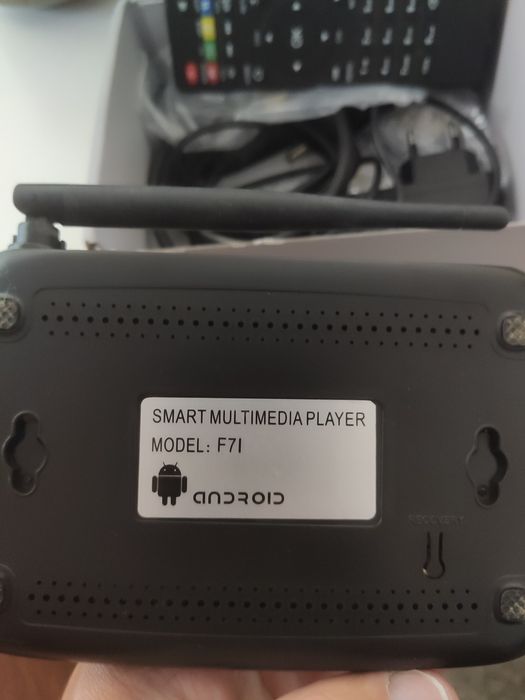 SMART MULTIMEDIA PLAYER
MODEL: F7I
ANDROID
RECOVERY